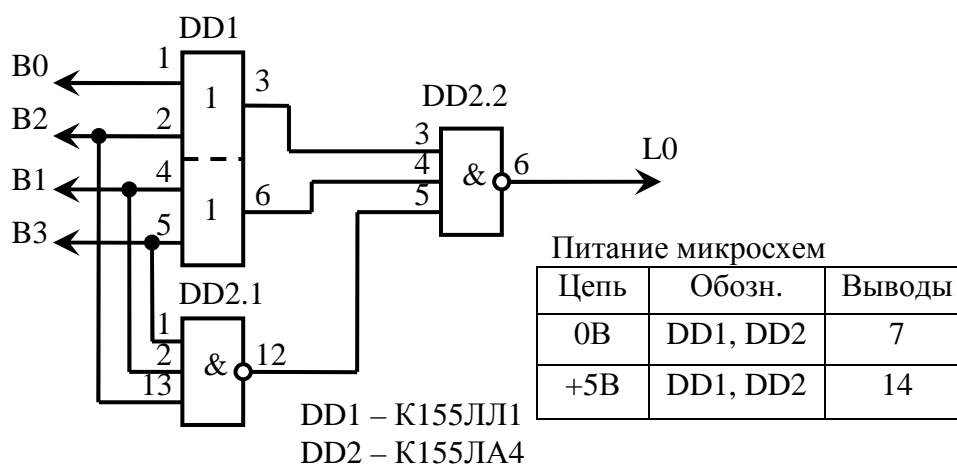 DD1
B0
1
1
3
B2
2
B1
4
1
6
B3
5
DD2.2
3
4
5
&
6
L0
DD2.1
1
2
13
&
12
DD1 – К155ЛЛ1
DD2 – К155ЛА4
Питание микросхем
Цепь Обозн. Выводы
0В DD1, DD2 7
+5В DD1, DD2 14